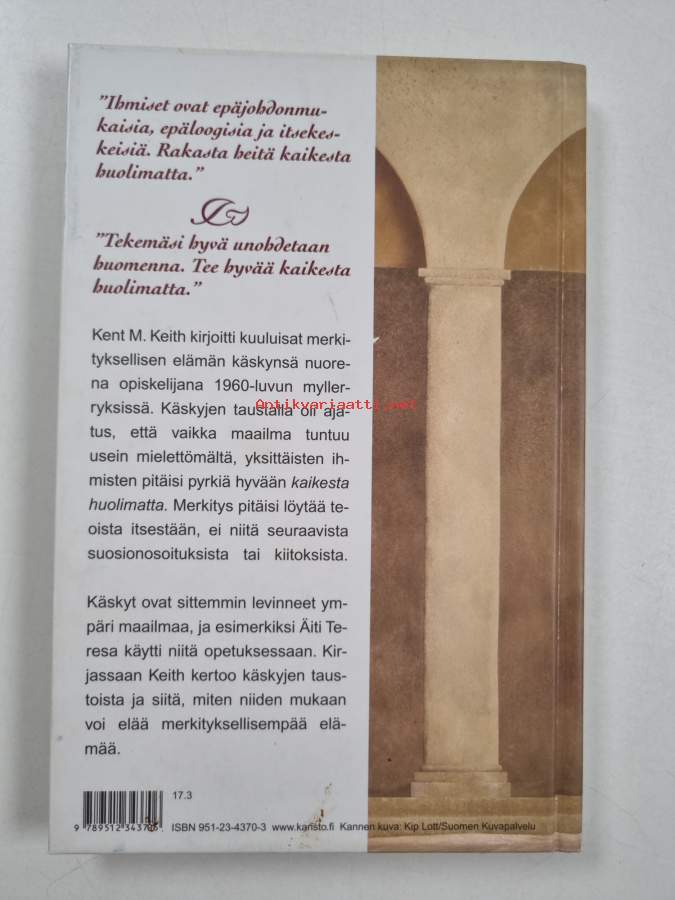 "Ihmiset ovat epäjohdonmu-
kaisia, epäloogisia ja itsekes-
keisiä. Rakasta heitä kaikesta
huolimatta."
"Tekemäsi hyvä unohdetaan
huomenna. Tee hyvää kaikesta
huolimatta."
Kent M. Keith kirjoitti kuuluisat merki-
tyksellisen elämän käskynsä nuore-
na opiskelijana 1960-luvun myller-
ryksissä. Käskyjen taustalla oli aja-
Antikvariaatti.net
tus, että vaikka maailma tuntuu
usein mielettömältä, yksittäisten ih-
misten pitäisi pyrkiä hyvään kaikesta
huolimatta. Merkitys pitäisi löytää te-
oista itsestään, ei niitä seuraavista
suosionosoituksista tai kiitoksista.
Käskyt ovat sittemmin levinneet ym-
päri maailmaa, ja esimerkiksi Äiti Te-
resa käytti niitä opetuksessaan. Kir-
jassaan Keith kertoo käskyjen taus-
toista ja siitä, miten niiden mukaan
voi elää merkityksellisempää elä-
mää.
17.3
ISBN 951-23-4370-3 www.karisto.fi Kannen kuva: Kip Lott/Suomen Kuvapalvelu